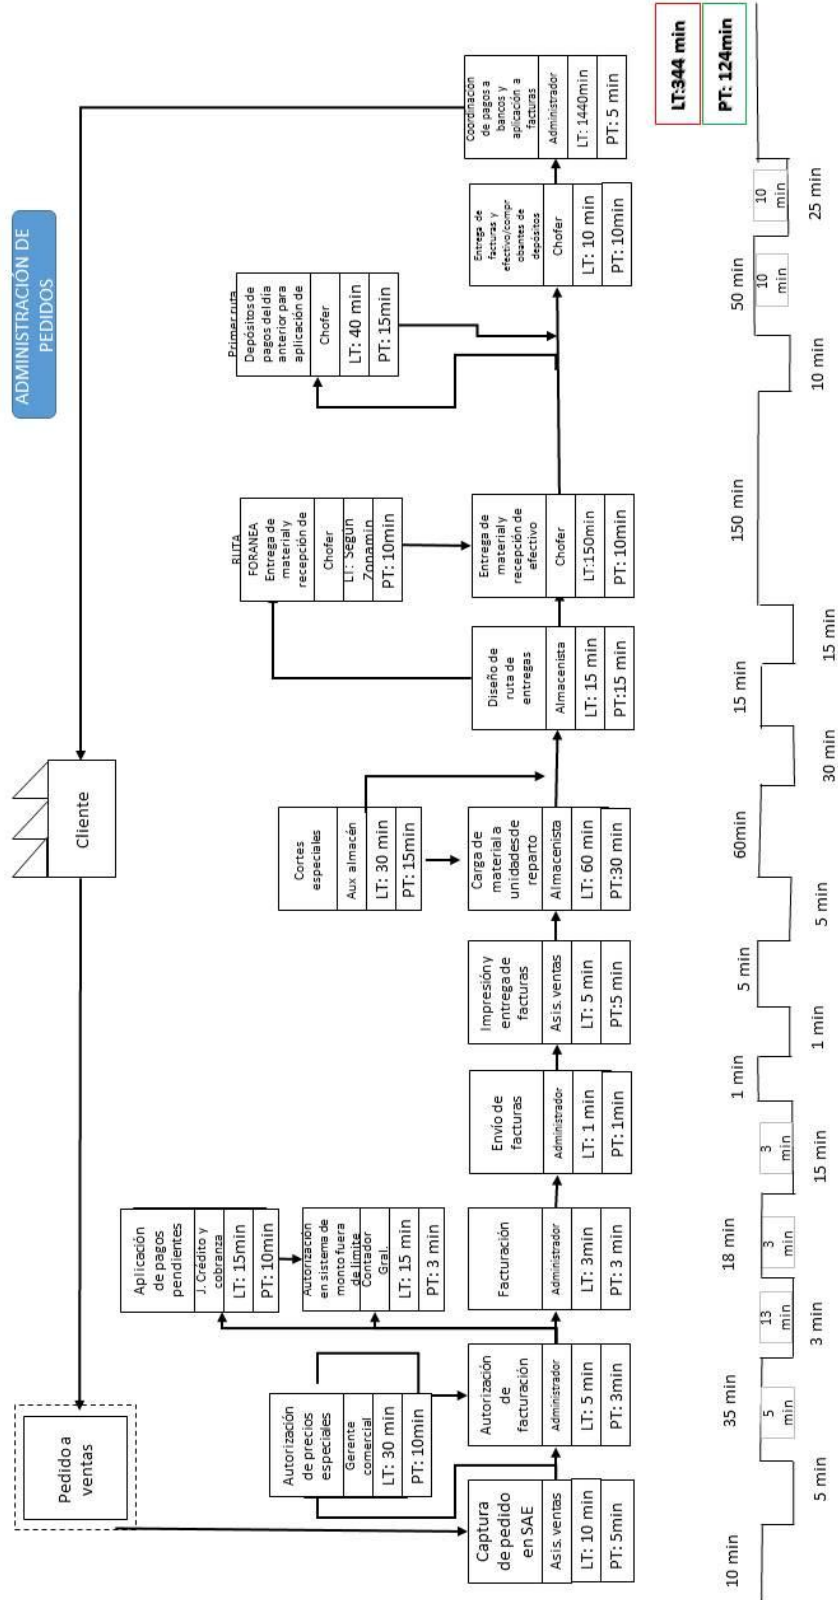 ADMINISTRACIÓN DE
PEDIDOS
Cliente
Pedido a
ventas
Captura
de pedido
en SAE
Asis. ventas
LT: 10 min
PT: 5min
Autorización
de precios
especiales
Gerente
comercial
LT: 30 min
PT: 10min
Autorización
de
facturación
Administrador
LT: 5 min
PT: 3min
Aplicación
de pagos
pendientes
J. Crédito y
cobranza
LT: 15min
PT: 10min
Autorización
en sistema de
monto fuera
de limite
Contador
Gral.
LT: 15 min
PT: 3 min
Facturación
Administrador
LT: 3min
PT: 3 min
Envío de
facturas
Administrador
LT: 1 min
PT: 1min
Impresión y
entrega de
facturas
Asis. ventas
LT: 5 min
PT:5 min
Cortes
especiales
Aux almacén
LT: 30 min
PT: 15min
Carga de
material a
unidades de
reparto
Almacenista
LT: 60 min
PT:30 min
Diseño de
ruta de
entregas
Almacenista
LT: 15 min
PT:15 min
RUTA
FORANEA
Entrega de
material y
recepción de
Chofer
LT: Según
Zonamin
PT: 10min
Entrega de
material y
recepción de
efectivo
Chofer
LT:150min
PT: 10min
Primer ruta
Depósitos de
pagos del día
anterior para
aplicación de
Chofer
LT: 40 min
PT: 15min
Entrega de
facturas y
efectivo/compr
obantes de
depósitos
Chofer
LT: 10 min
PT: 10min
Coordinación
de pagos a
bancos y
aplicación a
facturas
Administrador
LT: 1440min
PT: 5 min
LT:344 min
PT: 124min
10 min
5 min
35 min
5
min
13
min
3 min
18 min
3
min
3
min
15 min
1 min
1 min
5 min
5 min
60min
30 min
15 min
15 min
150 min
10 min
50 min
10
min
10
min
25 min